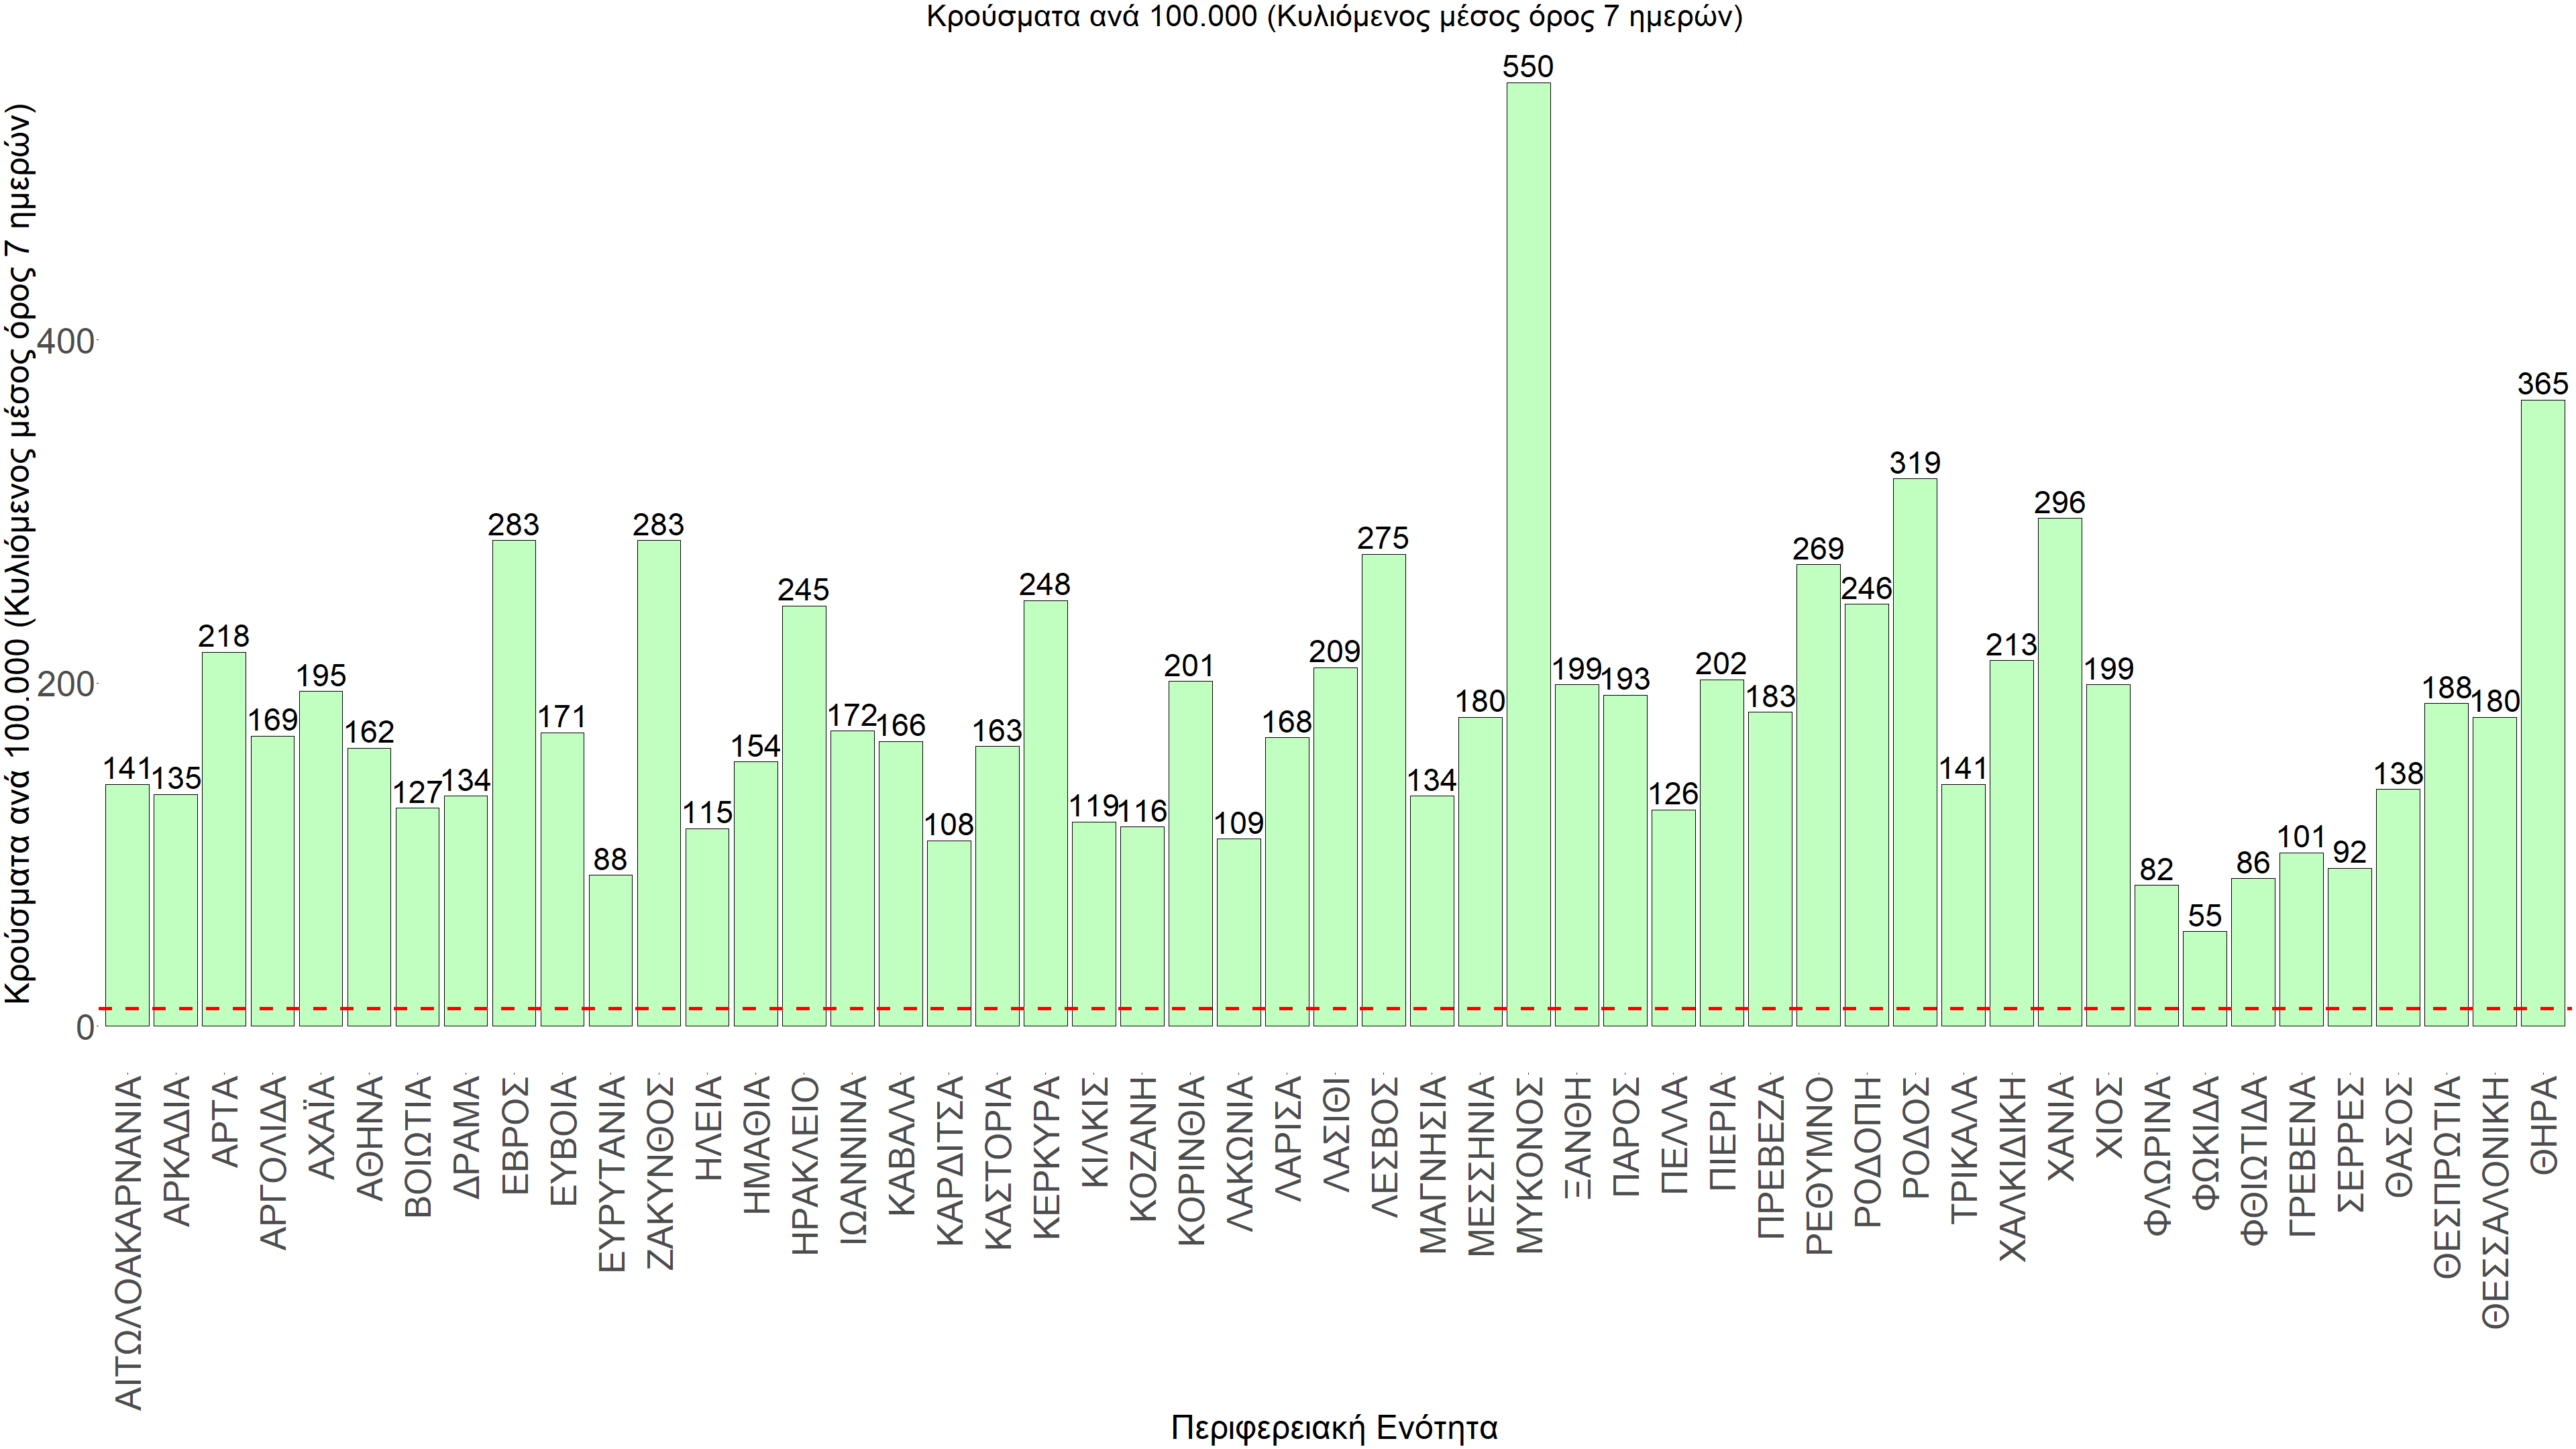 Κρούσματα ανά 100.000 (Κυλιόμενος μέσος όρος 7 ημερών)
Κρούσματα ανά 100.000 (Κυλιόμενος μέσος όρος 7 ημερών)
400
200
0
141
135
218
169
195
162
127
134
283
171
88
283
115
154
245
172
166
108
163
248
119
116
201
109
168
209
275
134
180
550
199
193
126
202
183
269
246
319
141
213
296
199
82
55
86
101
92
138
188
180
365
ΑΙΤΩΛΟΑΚΑΡΝΑΝΙΑ
ΑΡΚΑΔΙΑ
ΑΡΤΑ
ΑΡΓΟΛΙΔΑ
ΑΧΑΪΑ
ΑΘΗΝΑ
ΒΟΙΩΤΙΑ
ΔΡΑΜΑ
ΕΒΡΟΣ
ΕΥΒΟΙΑ
ΕΥΡΥΤΑΝΙΑ
ΖΑΚΥΝΘΟΣ
ΗΛΕΙΑ
ΗΜΑΘΙΑ
ΗΡΑΚΛΕΙΟ
ΙΩΑΝΝΙΝΑ
ΚΑΒΑΛΑ
ΚΑΡΔΙΤΣΑ
ΚΑΣΤΟΡΙΑ
ΚΕΡΚΥΡΑ
ΚΙΛΚΙΣ
ΚΟΖΑΝΗ
ΚΟΡΙΝΘΙΑ
ΛΑΚΩΝΙΑ
ΛΑΡΙΣΑ
ΛΑΣΙΘΙ
ΛΕΣΒΟΣ
ΜΑΓΝΗΣΙΑ
ΜΕΣΣΗΝΙΑ
ΜΥΚΟΝΟΣ
ΞΑΝΘΗ
ΠΑΡΟΣ
ΠΕΛΛΑ
ΠΙΕΡΙΑ
ΠΡΕΒΕΖΑ
ΡΕΘΥΜΝΟ
ΡΟΔΟΠΗ
ΡΟΔΟΣ
ΤΡΙΚΑΛΑ
ΧΑΛΚΙΔΙΚΗ
ΧΑΝΙΑ
ΧΙΟΣ
ΦΛΩΡΙΝΑ
ΦΩΚΙΔΑ
ΦΘΙΩΤΙΔΑ
ΓΡΕΒΕΝΑ
ΣΕΡΡΕΣ
ΘΑΣΟΣ
ΘΕΣΠΡΩΤΙΑ
ΘΕΣΣΑΛΟΝΙΚΗ
ΘΗΡΑ
Περιφερειακή Ενότητα